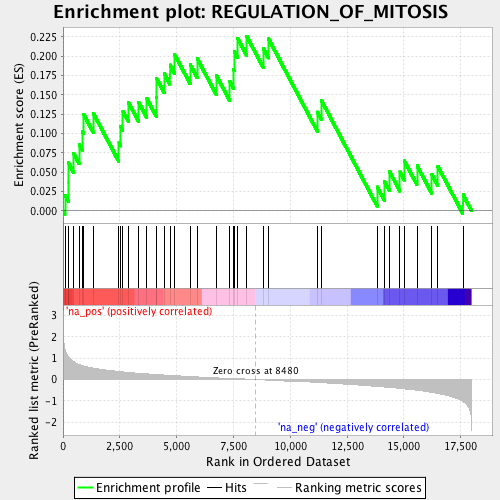 Enrichment plot: REGULATION_OF_MITOSIS
Enrichment score (ES)
0.225
0.200
0.175
0.150
0.125
0.100
0.075
0.050
0.025
0.000
'na_pos' (positively correlated)
Ranked list metric (PreRanked)
3
2
1
0
-1
-2
Zero cross at 8480
'na_neg' (negatively correlated)
0 2,500 5,000 7,500 10,000 12,500 15,000 17,500
Rank in Ordered Dataset
Enrichment profile Hits Ranking metric scores